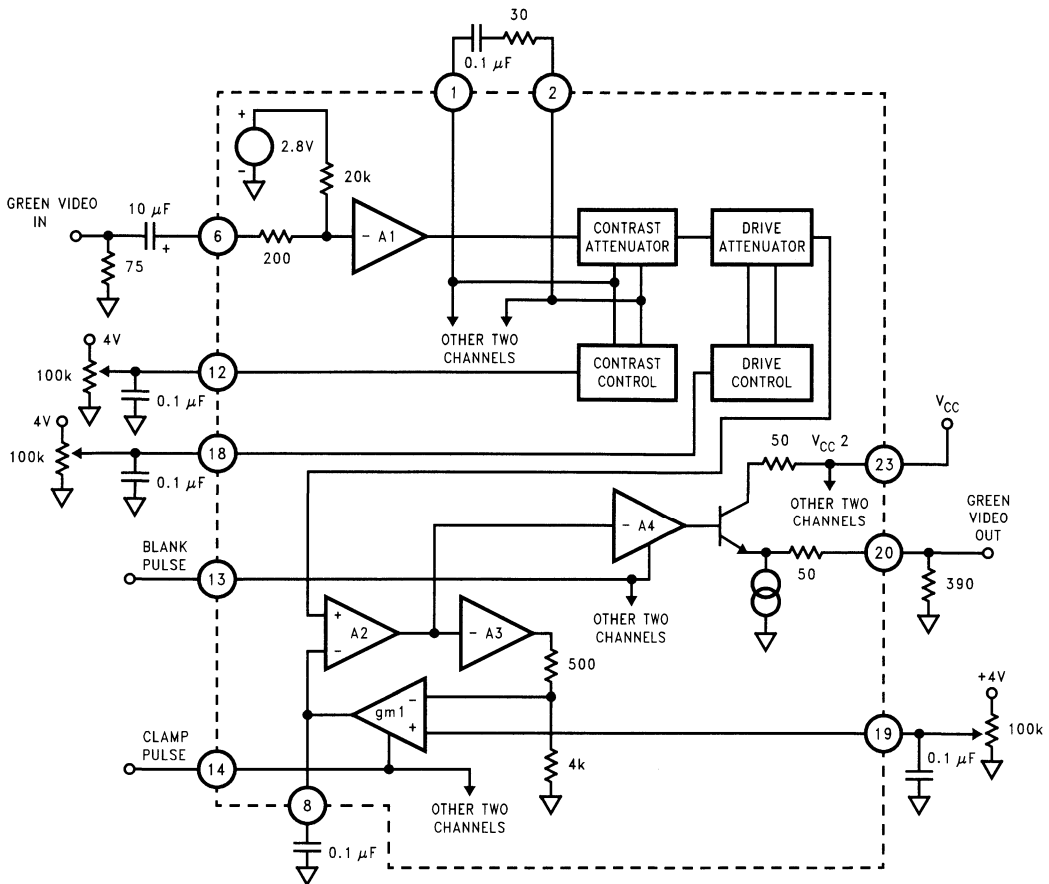 30
0.1 μF
1
2
+
2.8V
-
20k
GREEN VIDEO
IN
10 μF
+
6
200
- A1
75
CONTRAST
ATTENUATOR
DRIVE
ATTENUATOR
OTHER TWO
CHANNELS
4V
100k
0.1 μF
12
CONTRAST
CONTROL
DRIVE
CONTROL
4V
100k
0.1 μF
18
VCC
50
VCC 2
23
OTHER TWO
CHANNELS
- A4
GREEN
VIDEO
OUT
BLANK
PULSE
13
50
20
390
OTHER TWO
CHANNELS
+
A2
-
- A3
500
-
gm1
+
4k
+4V
100k
19
0.1 μF
CLAMP
PULSE
14
OTHER TWO
CHANNELS
8
0.1 μF